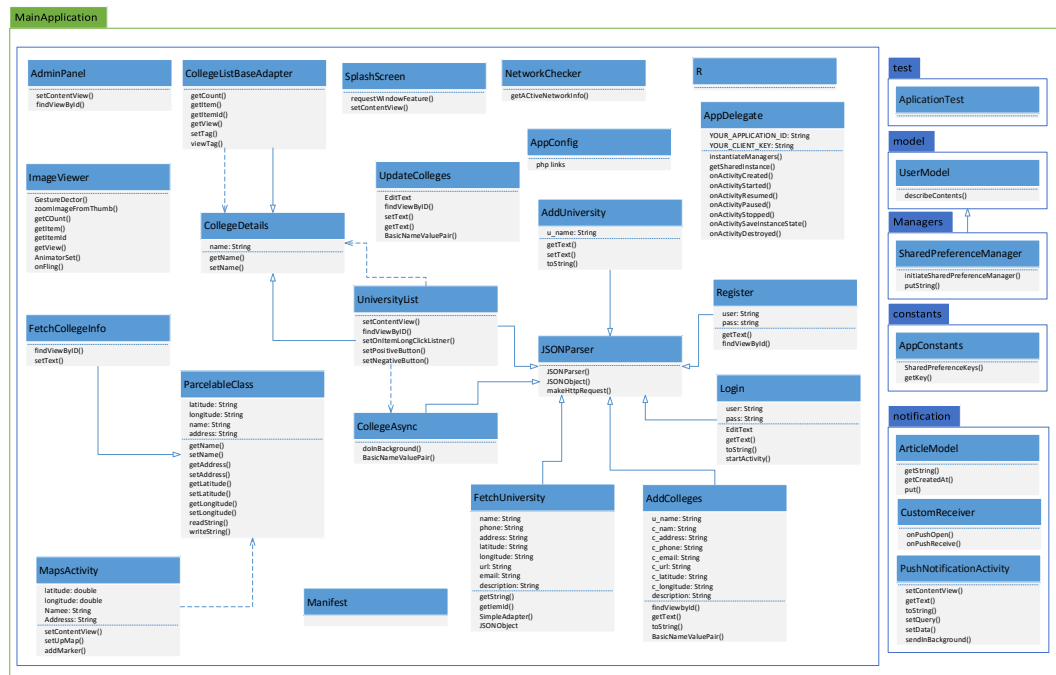 MainApplication
AdminPanel
setContentView()
findViewById()
CollegeListBaseAdapter
getCount()
getItem()
getItemId()
getView()
setTag()
viewTag()
SplashScreen
requestWindowFeature()
setContentView()
NetworkChecker
getACtiveNetworkInfo()
R
AppDelegate
YOUR_APPLICATION_ID: String
YOUR_CLIENT_KEY: String
instantiateManagers()
getSharedInstance()
onActivityCreated()
onActivityStarted()
onActivityResumed()
onActivityPaused()
onActivityStopped()
onActivitySaveInstanceState()
onActivityDestroyed()
AppConfig
php links
ImageViewer
GestureDector()
zoomImageFromThumb()
getCOunt()
getItem()
getItemId
getView()
AnimatorSet()
onFling()
UpdateColleges
EditText
findViewByID()
setText()
getText()
BasicNameValuePair()
CollegeDetails
name: String
getName()
setName()
AddUniversity
u_name: String
getText()
setText()
toString()
UniversityList
setContentView()
findViewByID()
setOnItemLongClickListner()
setPositiveButton()
setNegativeButton()
Register
user: String
pass: string
getText()
findViewById()
FetchCollegeInfo
findViewByID()
setText()
JSONParser
JSONParser()
JSONObject()
makeHttpRequest()
ParcelableClass
latitude: String
longitude: String
name: String
address: String
getName()
setName()
getAddress()
setAddress()
getLatitude()
setLatitude()
getLongitude()
setLongitude()
readString()
writeString()
CollegeAsync
doInBackground()
BasicNameValuePair()
Login
user: String
pass: String
EditText
getText()
toString()
startActivity()
FetchUniversity
name: String
phone: String
address: String
latitude: String
longitude: String
url: String
email: String
description: String
getString()
getIemId()
SimpleAdapter()
JSONObject
AddColleges
u_name: String
c_nam: String
c_address: String
c_phone: String
c_email: String
c_url: String
c_latitude: String
c_longitude: String
description: String
findViewbyId()
getText()
toString()
BasicNameValuePair()
MapsActivity
latitude: double
longitude: double
Namee: String
Addresss: String
setContentView()
setUpMap()
addMarker()
Manifest
test
AplicationTest
model
UserModel
describeContents()
Managers
SharedPreferenceManager
initiateSharedPreferenceManager()
putString()
constants
AppConstants
SharedPreferenceKeys()
getKey()
notification
ArticleModel
getString()
getCreatedAt()
put()
CustomReceiver
onPushOpen()
onPushReceive()
PushNotificationActivity
setContentView()
getText()
toString()
setQuery()
setData()
sendInBackground()